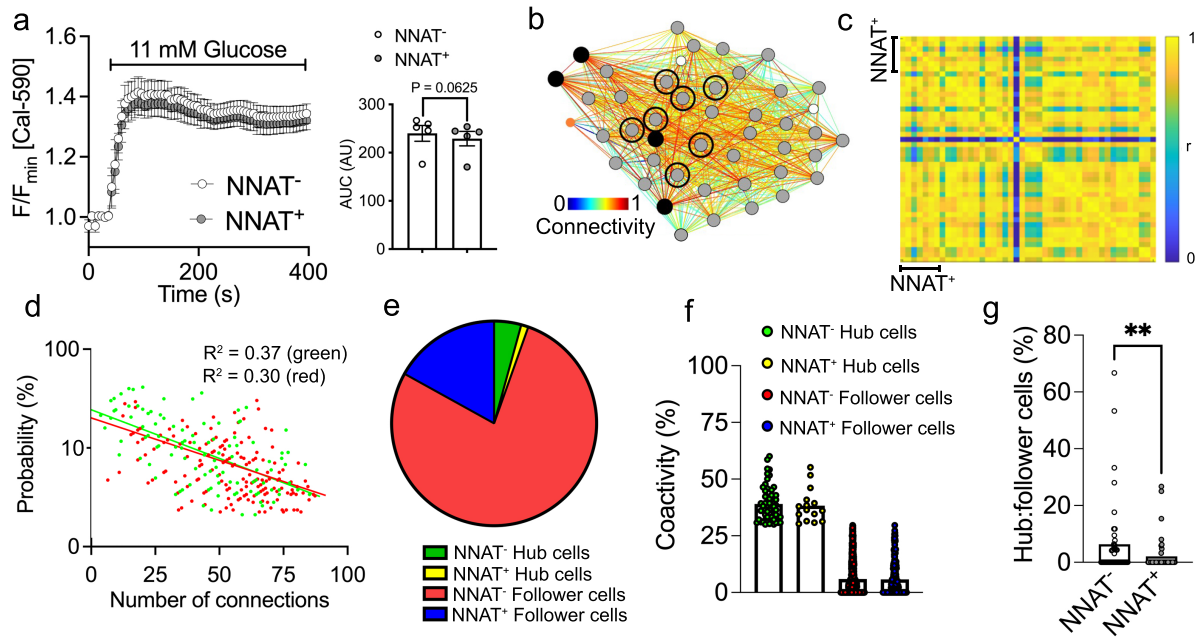 a
1.6
1.4
1.2
1.0
F/Fmin [Cal-590]
11 mM Glucose
NNAT-
NNAT+
0
200
400
Time (s)
NNAT-
NNAT+
P = 0.0625
300
200
100
0
AUC (AU)
b
0
1
Connectivity
c
NNAT+
NNAT+
1
r
0
d
100
10
0
Probability (%)
R2 = 0.37 (green)
R2 = 0.30 (red)
0
25
50
75
100
Number of connections
e
NNAT- Hub cells
NNAT+ Hub cells
NNAT- Follower cells
NNAT+ Follower cells
f
NNAT- Hub cells
NNAT+ Hub cells
NNAT- Follower cells
NNAT+ Follower cells
100
75
50
25
0
Coactivity (%)
g
80
60
40
20
0
Hub:follower cells (%)
**
NNAT-
NNAT+